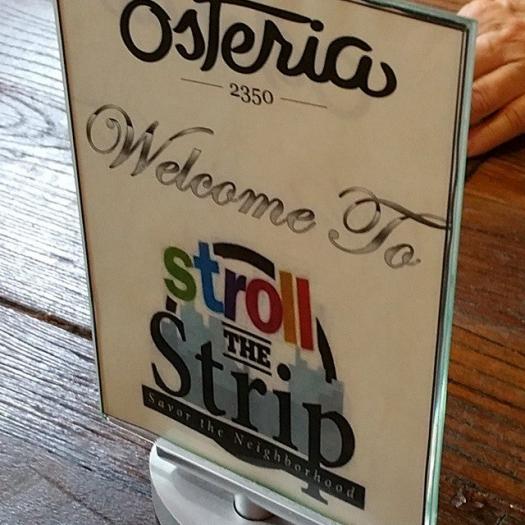 Osteria
2350
Welcome To
stroll
THE
Strip
Savor the Neighborhood